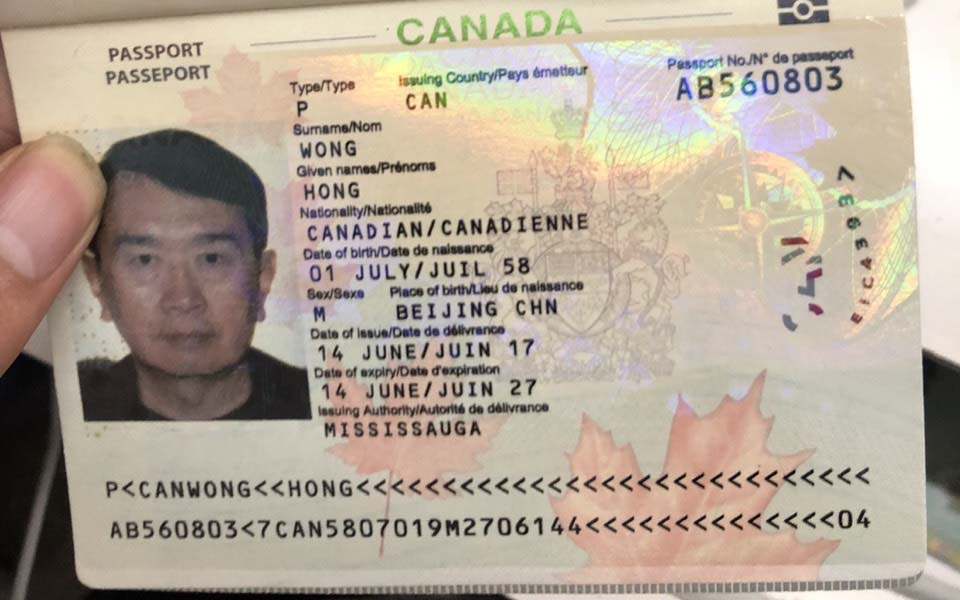 CANADA
PASSPORT
PASSEPORT
Type/Type Issuing Country/Pays émetteur Passport No./N° de passeport
P CAN AB560803
Surname/Nom
WONG
Given names/Prénoms
HONG
Nationality/Nationalité
CANADIAN/CANADIENNE
Date of birth/Date de naissance
01 JULY/JUIL 58
Sex/Sexe Place of birth/Lieu de naissance
M BEIJING CHN
Date of issue/Date de délivrance
14 JUNE/JUIN 17
Date of expiry/Date d'expiration
14 JUNE/JUIN 27
Issuing Authority/Autorité de délivrance
MISSISSAUGA
P<CANWONG<<HONG<<<<<<<<<<<<<<<<<<<<<<<<<<<<<
AB560803<7CAN5807019M2706144<<<<<<<<<<<<<<04